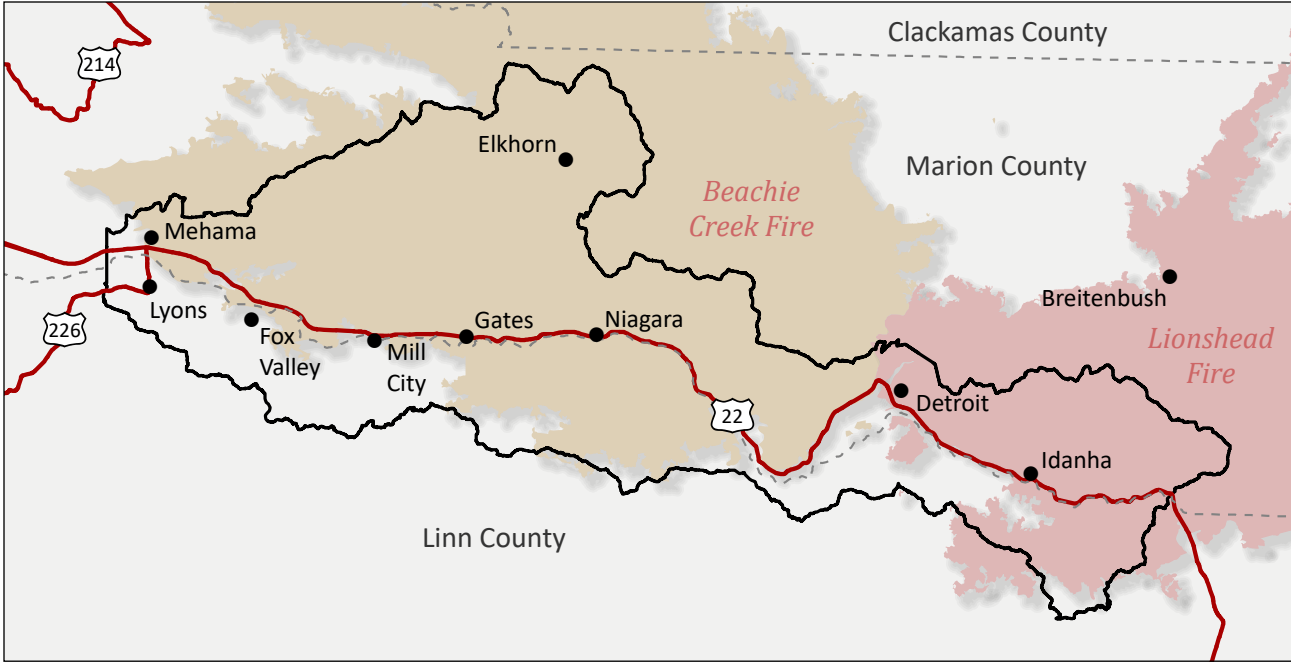 Clackamas County
214
Elkhorn
Marion County
Beachie
Creek Fire
Mehama
Breitenbush
Lyons
226
Fox
Valley
Mill
City
Gates
Niagara
Lionshead
Fire
22
Detroit
Idanha
Linn County